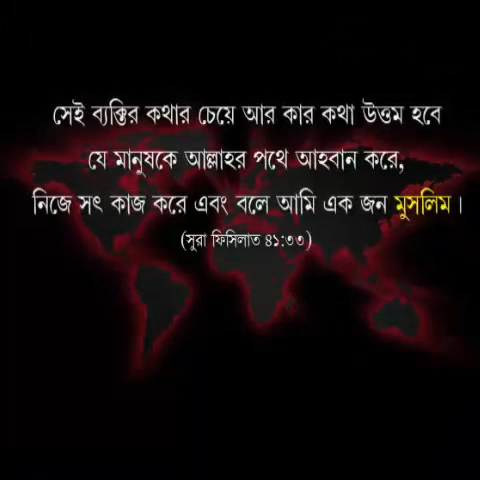 সেই ব্যক্তির কথার চেয়ে আর কার কথা উত্তম হবে
যে মানুষকে আল্লাহর পথে আহবান করে,
নিজে সৎ কাজ করে এবং বলে আমি এক জন মুসলিম।
(সুরা ফিসিলাত ৪১:৩৩)